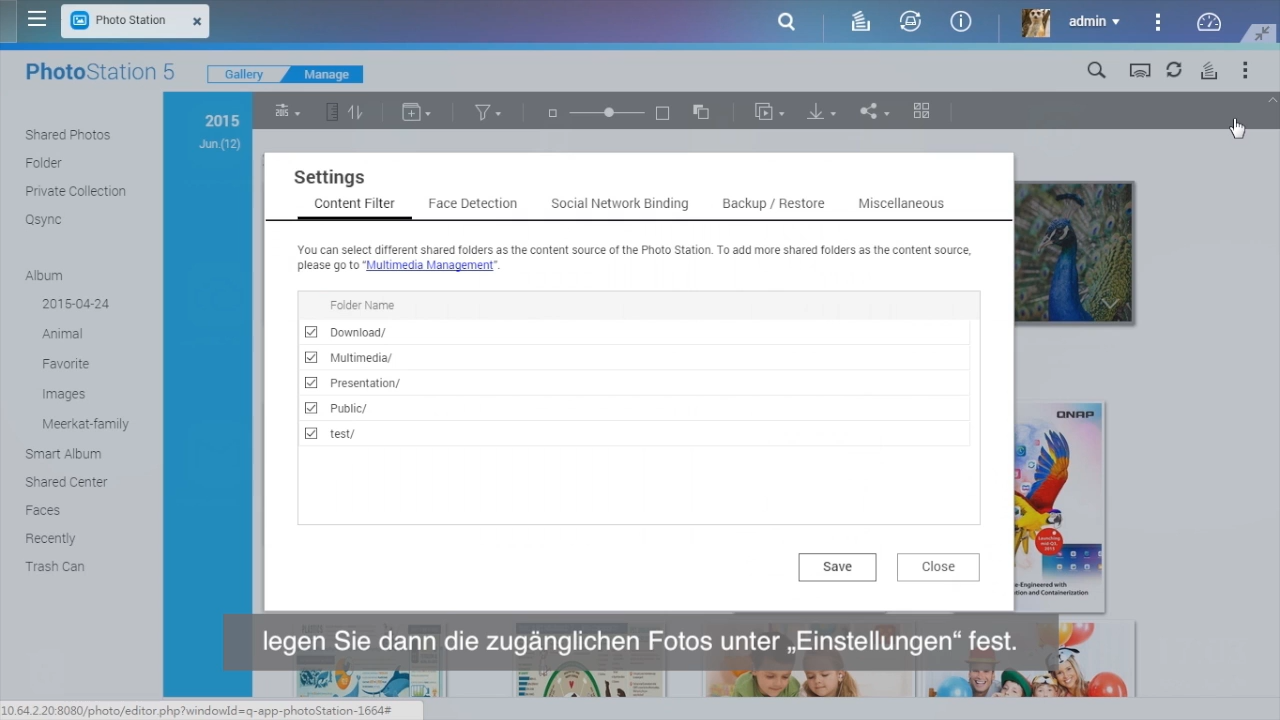 Photo Station
admin
PhotoStation 5
Gallery
Manage
Shared Photos
Folder
Private Collection
Qsync
Album
2015-04-24
Animal
Favorite
Images
Meerkat-family
Smart Album
Shared Center
Faces
Recently
Trash Can
2015
Jun.(12)
Settings
Content Filter
Face Detection
Social Network Binding
Backup / Restore
Miscellaneous
You can select different shared folders as the content source of the Photo Station. To add more shared folders as the content source,
please go to "Multimedia Management".
Folder Name
Download/
Multimedia/
Presentation/
Public/
test/
Save
Close
QNAP
Launching
legen Sie dann die zugänglichen Fotos unter „Einstellungen“ fest.
10.64.2.20:8080/photo/editor.php?windowId=q-app-photoStation-1664#